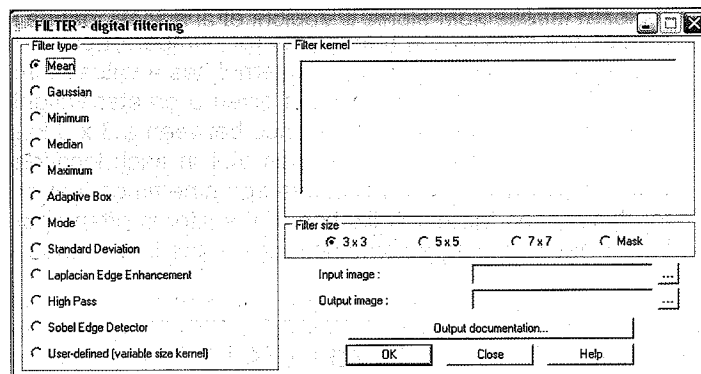 FILTER - digital filtering
Filter type
Mean
Gaussian
Minimum
Median
Maximum
Adaptive Box
Mode
Standard Deviation
Laplacian Edge Enhancement
High Pass
Sobel Edge Detector
User-defined (variable size kernel)
Filter kernel
Filter size
3 x 3 5 x 5 7 x 7 Mask
Input image : ...
Output image : ...
Output documentation...
OK Close Help